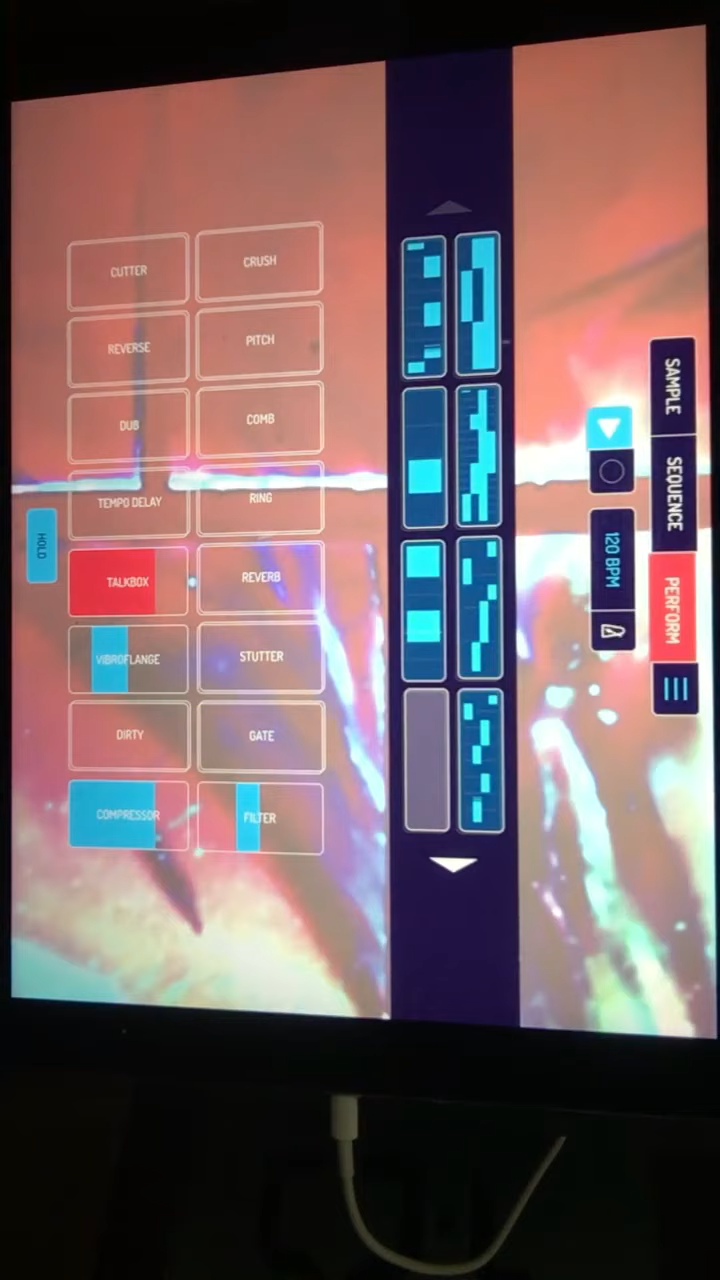 SAMPLE
SEQUENCE
PERFORM
120 BPM
CRUSH
PITCH
COMB
RING
REVERB
STUTTER
GATE
FILTER
CUTTER
REVERSE
DUB
TEMPO DELAY
TALKBOX
VIBROFLANGE
DIRTY
COMPRESSOR
HOLD